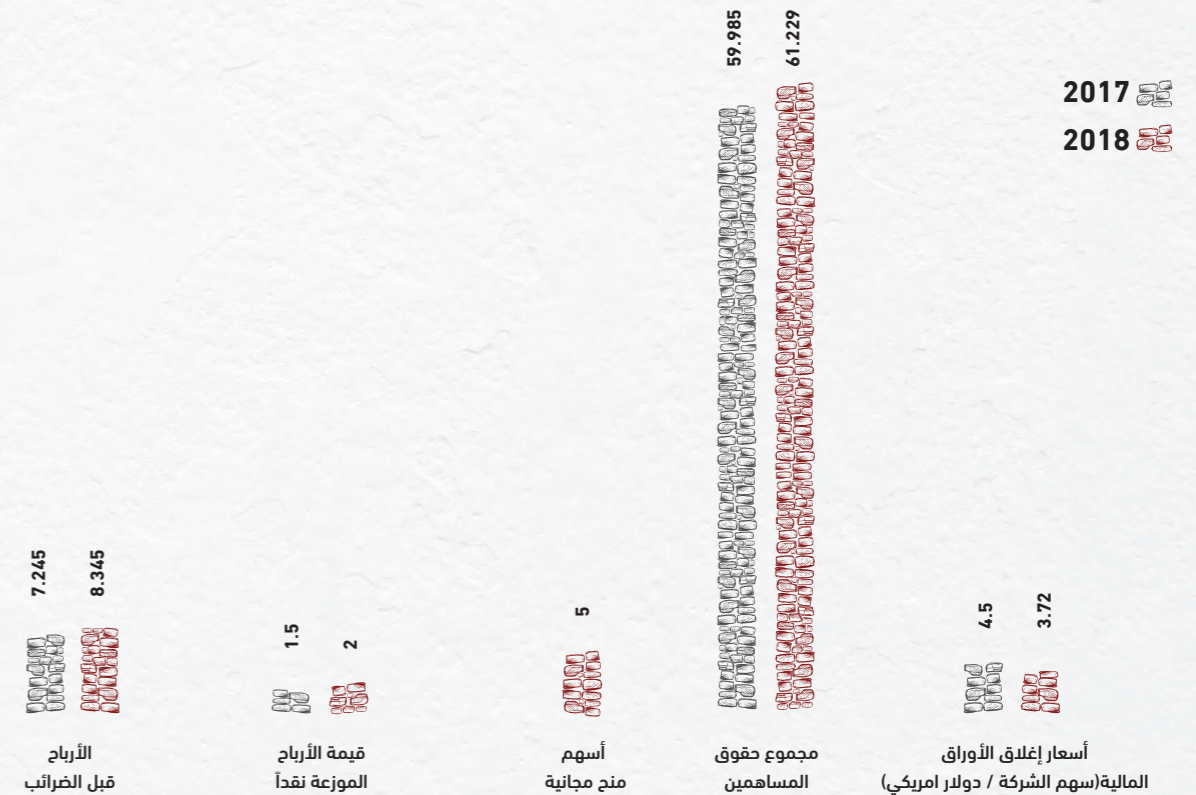 2017
2018
59.985
61.229
7.245
8.345
1.5
2
5
4.5
3.72
أسعار إغلاق الأوراق
المالية(سهم الشركة / دولار امريكي)
مجموع حقوق
المساهمين
أسهم
منح مجانية
قيمة الأرباح
الموزعة نقداً
الأرباح
قبل الضرائب